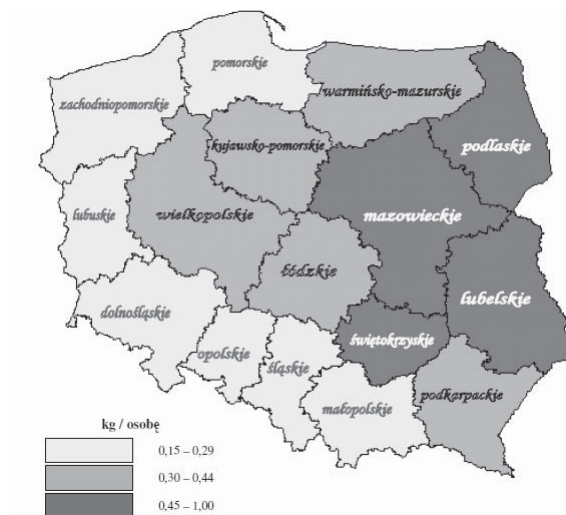 pomorskie
warmińsko-mazurskie
zachodniopomorskie
kujawsko-pomorskie
podlaskie
lubuskie
wielkopolskie
mazowieckie
łódzkie
lubelskie
dolnośląskie
świętokrzyskie
opolskie
śląskie
podkarpackie
małopolskie
kg / osobę
0,15 – 0,29
0,30 – 0,44
0,45 – 1,00